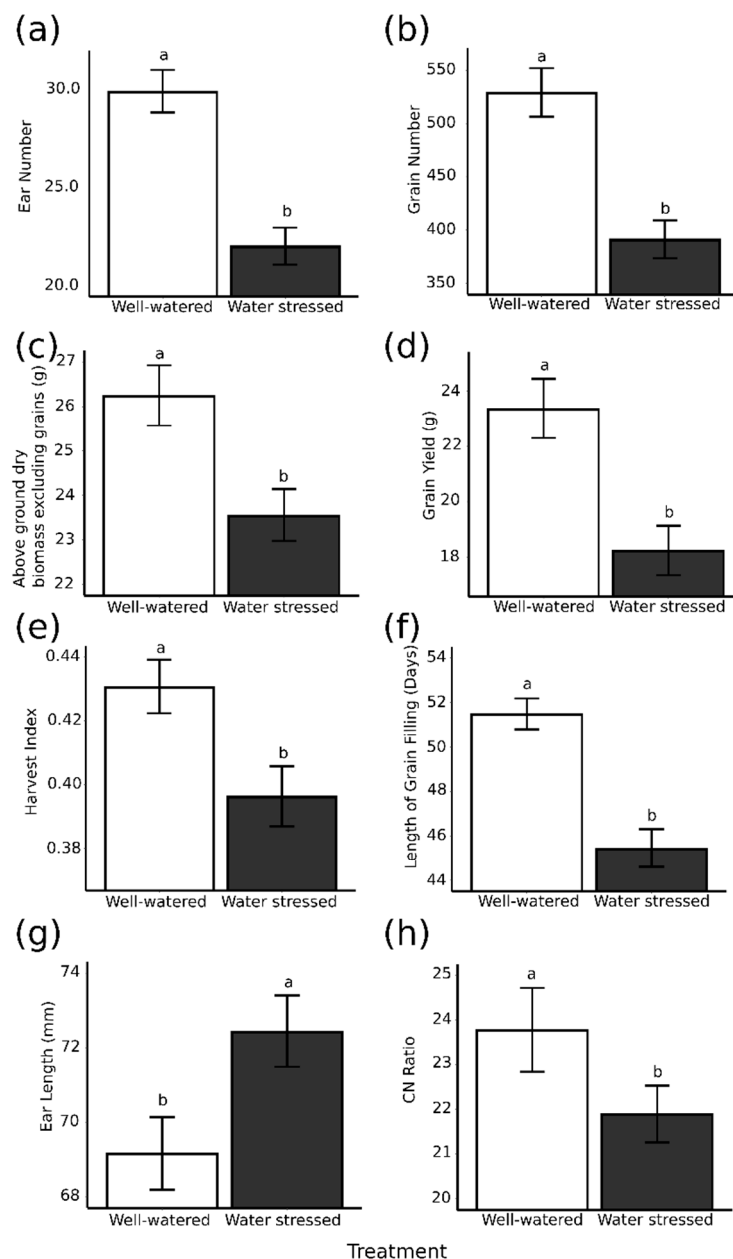 (a)
Ear Number
30.0
25.0
20.0
a
b
Well-watered Water stressed
(b)
Grain Number
550
500
450
400
350
a
b
Well-watered Water stressed
(c)
Above ground dry
biomass excluding grains (g)
27
26
25
24
23
22
a
b
Well-watered Water stressed
(d)
Grain Yield (g)
24
22
20
18
a
b
Well-watered Water stressed
(e)
Harvest Index
0.44
0.42
0.40
0.38
a
b
Well-watered Water stressed
(f)
Length of Grain Filling (Days)
54
52
51
50
48
46
44
a
b
Well-watered Water stressed
(g)
Ear Length (mm)
74
72
70
68
b
a
Well-watered Water stressed
(h)
CN Ratio
25
24
23
22
21
20
a
b
Well-watered Water stressed
Treatment